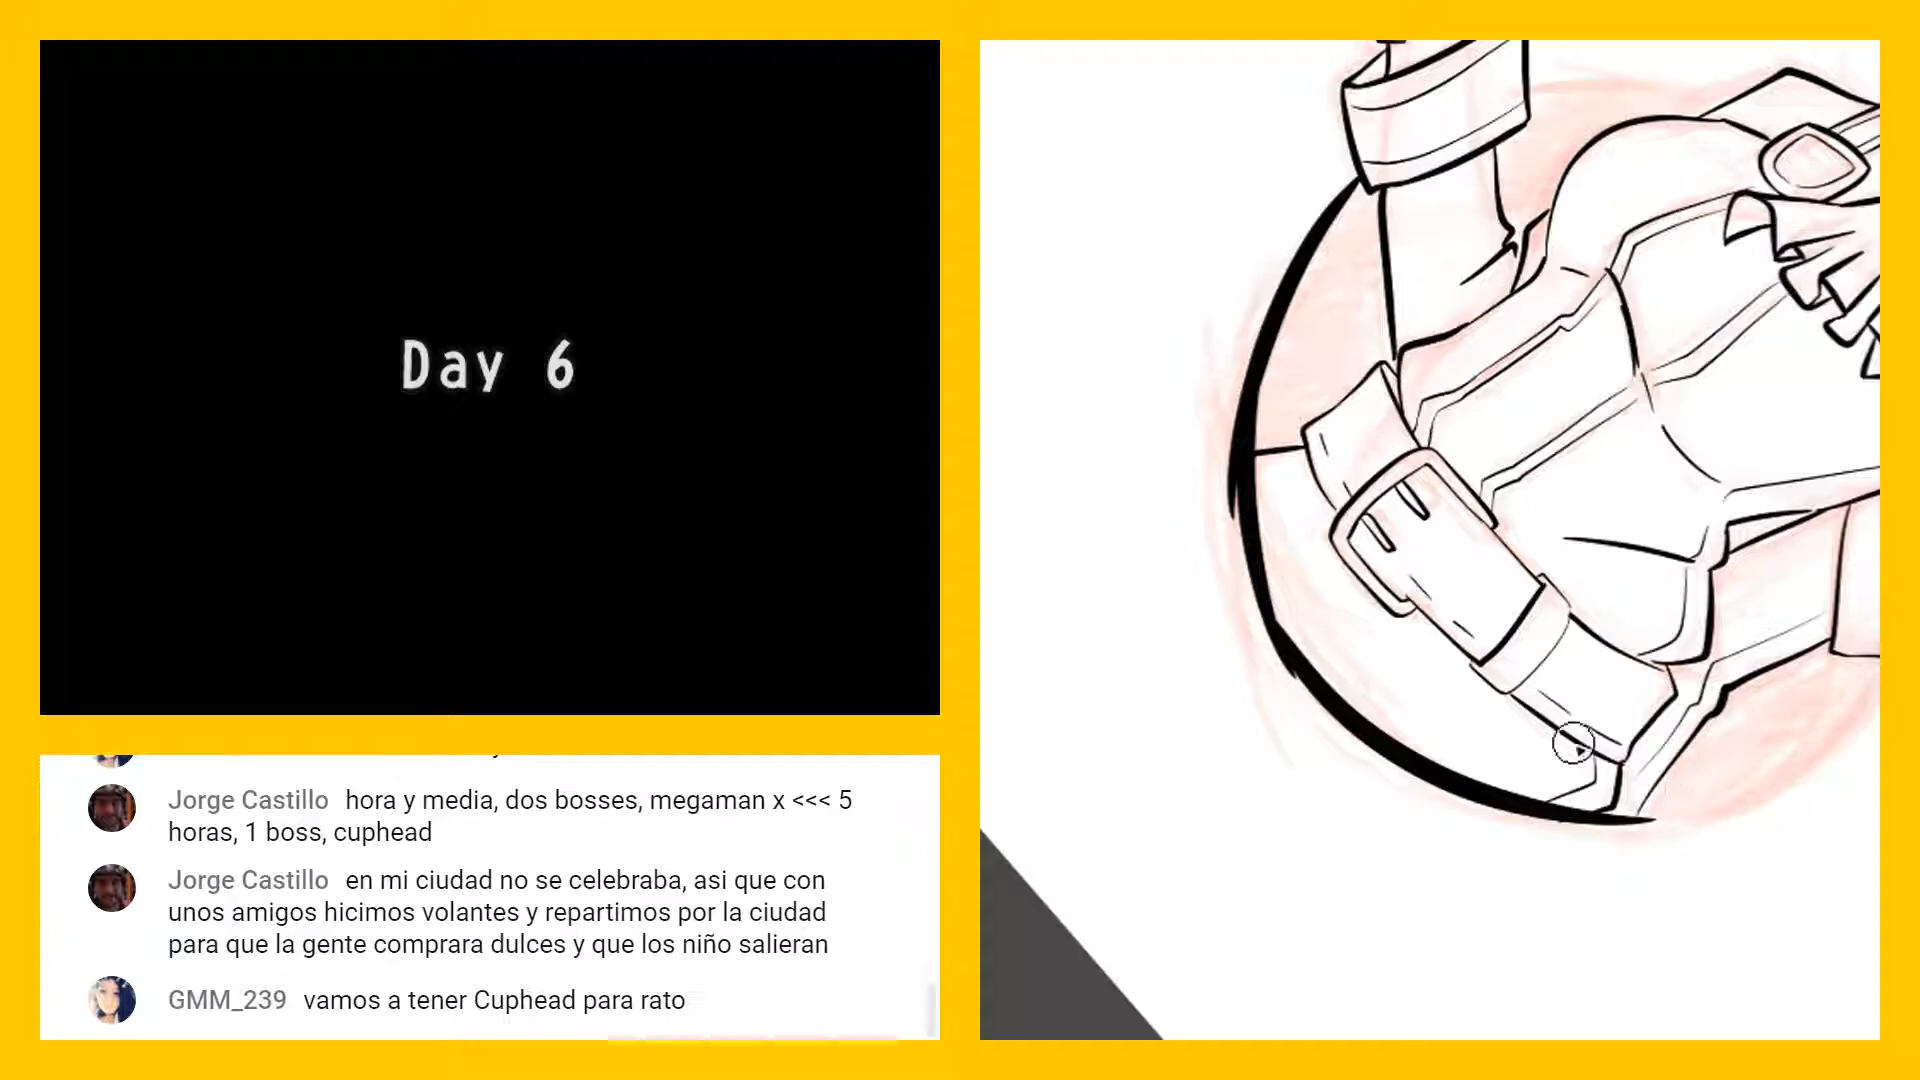 Day 6
Jorge Castillo hora y media, dos bosses, megaman x <<< 5
horas, 1 boss, cuphead
Jorge Castillo en mi ciudad no se celebraba, asi que con
unos amigos hicimos volantes y repartimos por la ciudad
para que la gente comprara dulces y que los niño salieran
GMM_239 vamos a tener Cuphead para rato